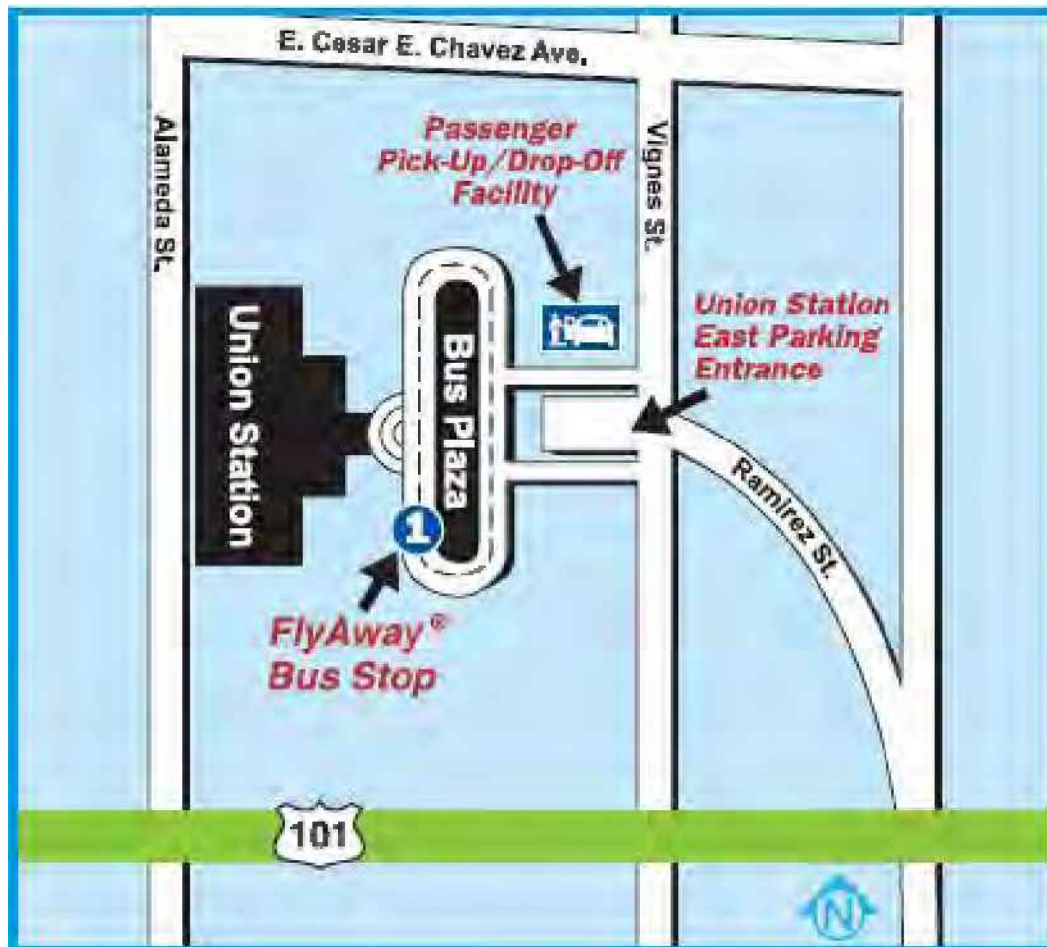 E. Cesar E. Chavez Ave.
Alameda St.
Passenger
Pick-Up/Drop-Off
Facility
Vignes St.
Union Station
East Parking
Entrance
Union Station
Bus Plaza
Ramirez St.
1
FlyAway®
Bus Stop
101
N